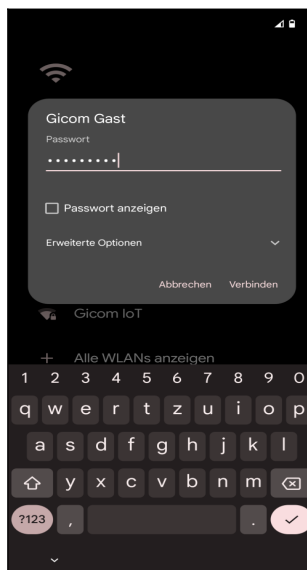 Gicom Gast
Passwort
•••••••••
Passwort anzeigen
Erweiterte Optionen
Abbrechen Verbinden
Gicom IoT
+ Alle WLANs anzeigen
1 2 3 4 5 6 7 8 9 0
q w e r t z u i o p
a s d f g h j k l
y x c v b n m
?123 , .